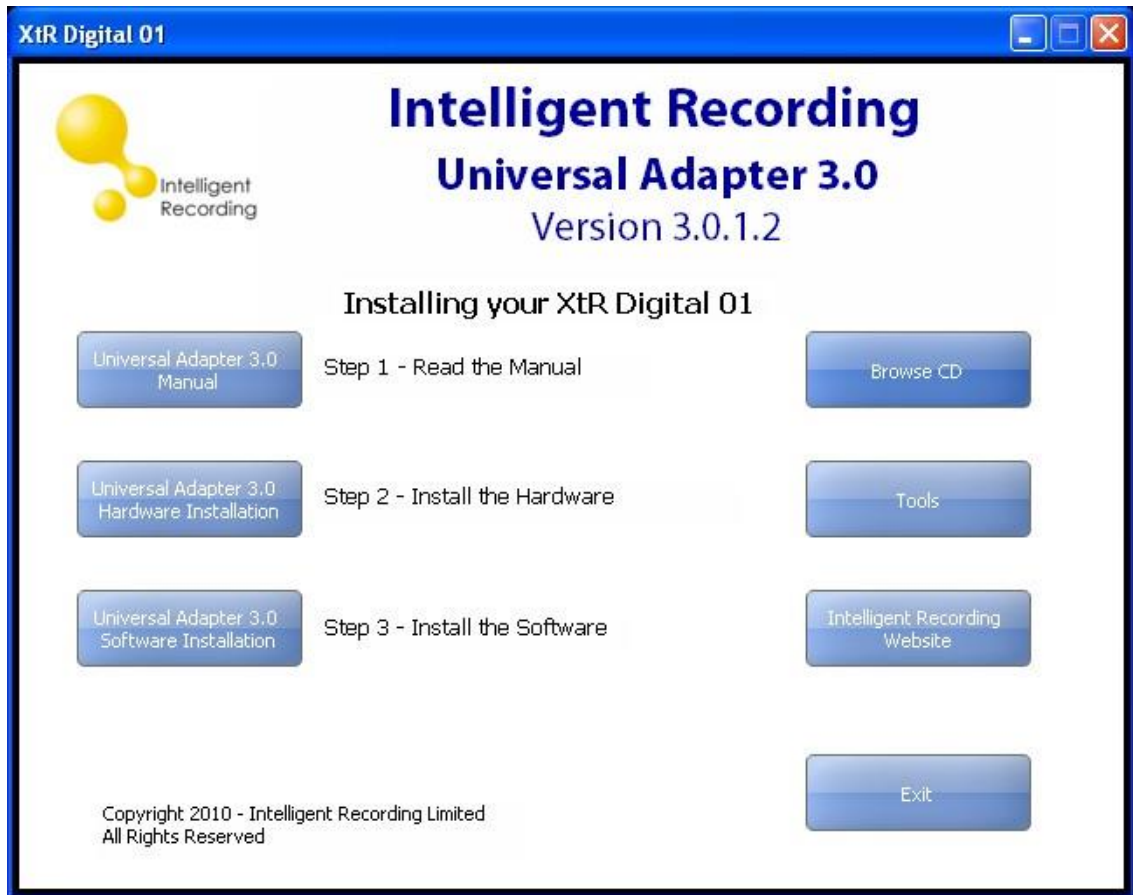 XtR Digital 01
Intelligent Recording
Universal Adapter 3.0
Version 3.0.1.2
Intelligent
Recording
Installing your XtR Digital 01
Universal Adapter 3.0
Manual
Step 1 - Read the Manual
Browse CD
Universal Adapter 3.0
Hardware Installation
Step 2 - Install the Hardware
Tools
Universal Adapter 3.0
Software Installation
Step 3 - Install the Software
Intelligent Recording
Website
Exit
Copyright 2010 - Intelligent Recording Limited
All Rights Reserved